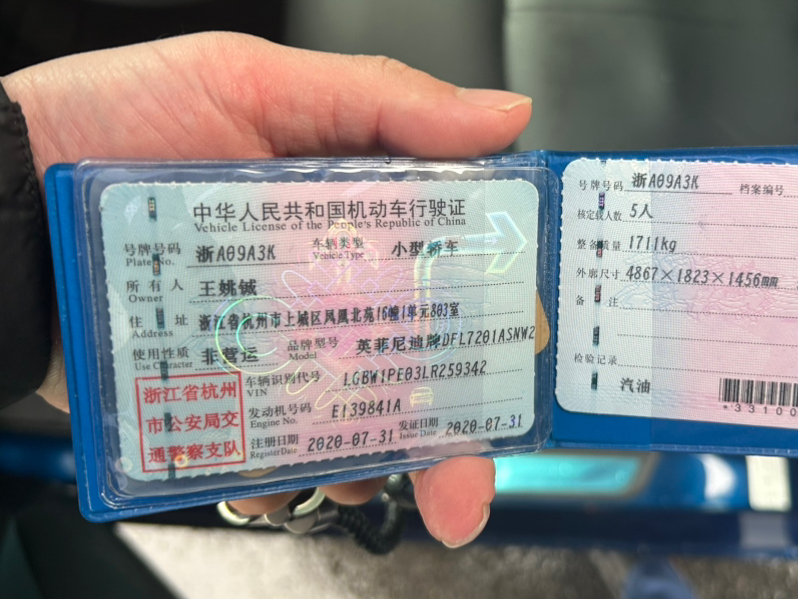 中华人民共和国机动车行驶证
Vehicle License of the People's Republic of China
号牌号码 浙A09A3K 车辆类型 小型轿车
Plate No. Vehicle Type
所有人 王姚铖
Owner
住址 浙江省杭州市上城区凤凰北苑16幢1单元803室
Address
使用性质 非营运 品牌型号 英菲尼迪牌DFL7201ASNW2
Use Character Model
浙江省杭州
市公安局交
通警察支队
车辆识别代号 LGBW1PE03LR259342
VIN
发动机号码 E139841A
Engine No.
注册日期 2020-07-31 发证日期 2020-07-31
Register Date Issue Date
号牌号码 浙A09A3K 档案编号
核定载人数 5人
整备质量 1711kg
外廓尺寸 4867×1823×1456mm
备注
检验记录
汽油
*33100